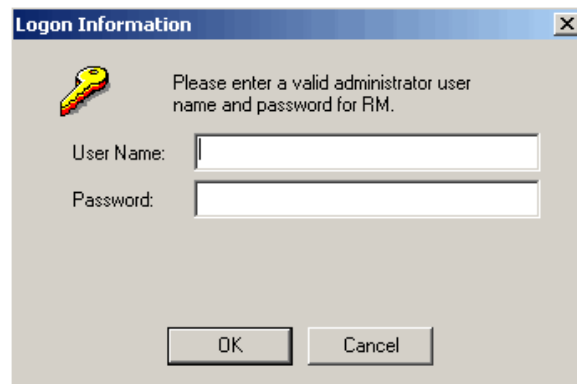 Logon Information
Please enter a valid administrator user
name and password for RM.
User Name:
Password:
OK
Cancel